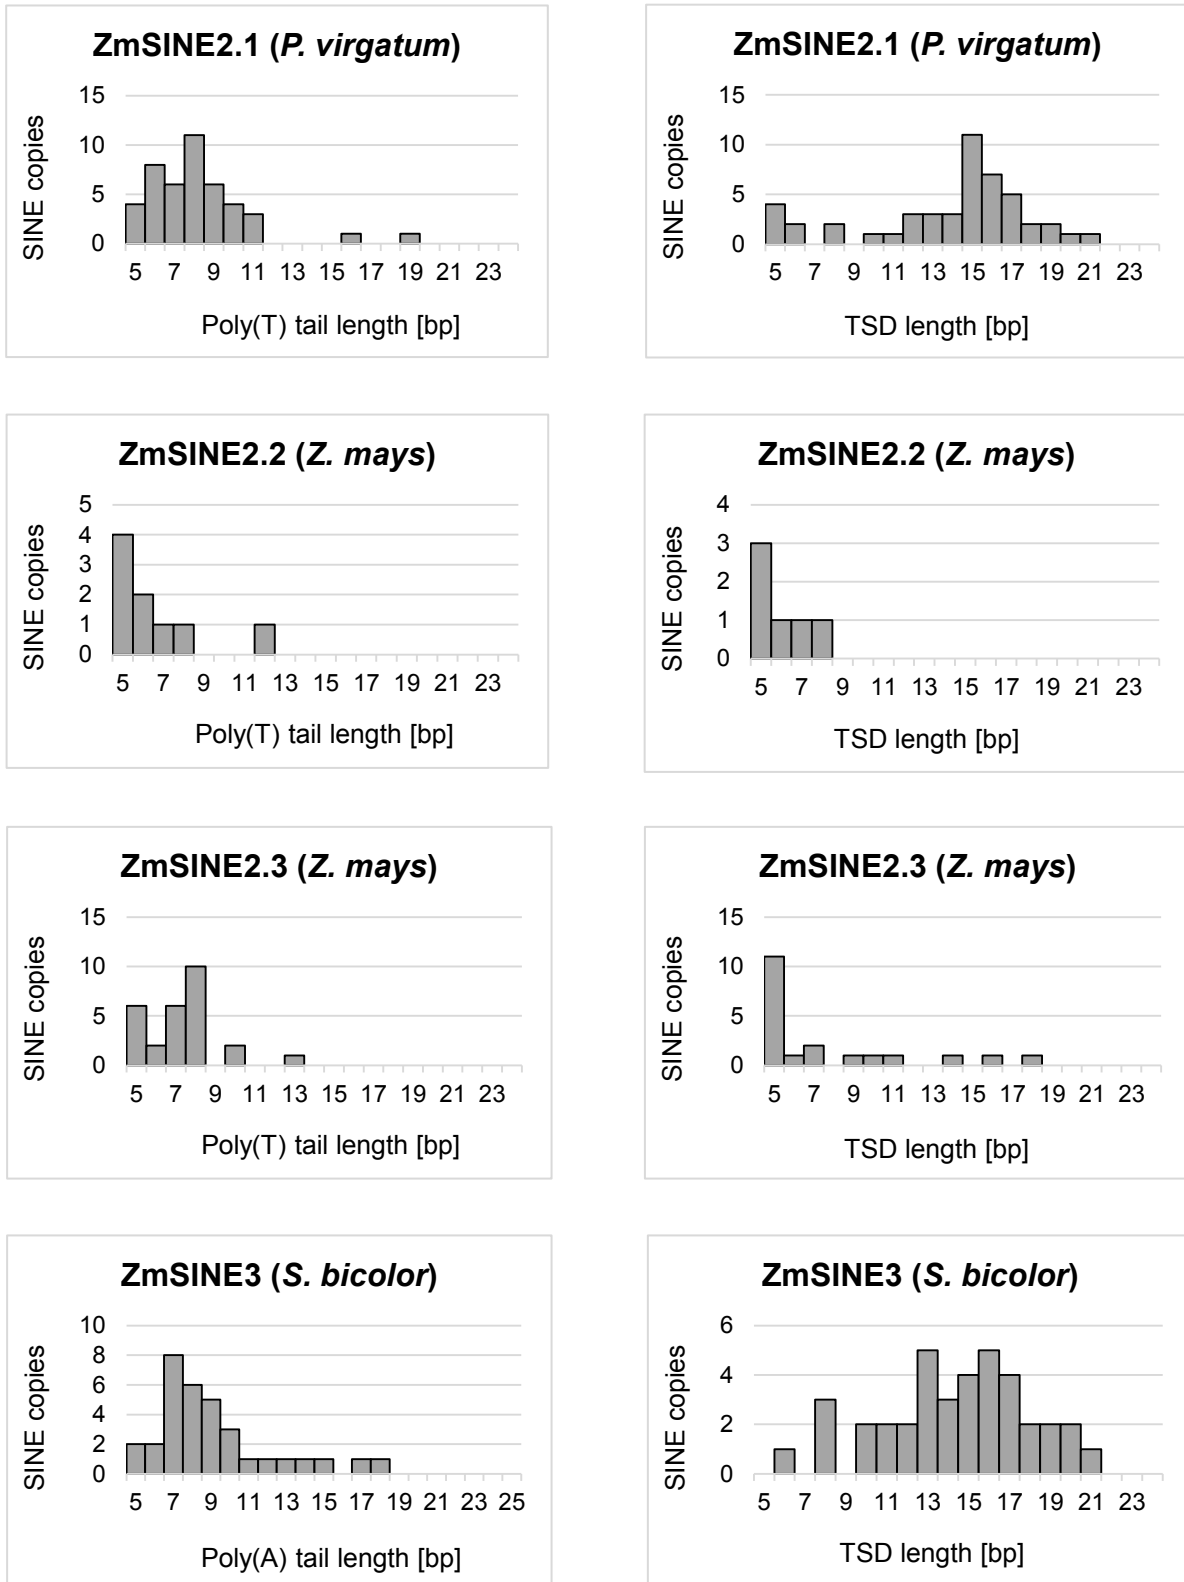 ZmSINE2.1 (P. virgatum)
SINE copies
15
10
5
0
5 7 9 11 13 15 17 19 21 23
Poly(T) tail length [bp]
ZmSINE2.1 (P. virgatum)
SINE copies
15
10
5
0
5 7 9 11 13 15 17 19 21 23
TSD length [bp]
ZmSINE2.2 (Z. mays)
SINE copies
5
4
3
2
1
0
5 7 9 11 13 15 17 19 21 23
Poly(T) tail length [bp]
ZmSINE2.2 (Z. mays)
SINE copies
4
3
2
1
0
5 7 9 11 13 15 17 19 21 23
TSD length [bp]
ZmSINE2.3 (Z. mays)
SINE copies
15
10
5
0
5 7 9 11 13 15 17 19 21 23
Poly(T) tail length [bp]
ZmSINE2.3 (Z. mays)
SINE copies
15
10
5
0
5 7 9 11 13 15 17 19 21 23
TSD length [bp]
ZmSINE3 (S. bicolor)
SINE copies
10
8
6
4
2
0
5 7 9 11 13 15 17 19 21 23 25
Poly(A) tail length [bp]
ZmSINE3 (S. bicolor)
SINE copies
6
4
2
0
5 7 9 11 13 15 17 19 21 23
TSD length [bp]